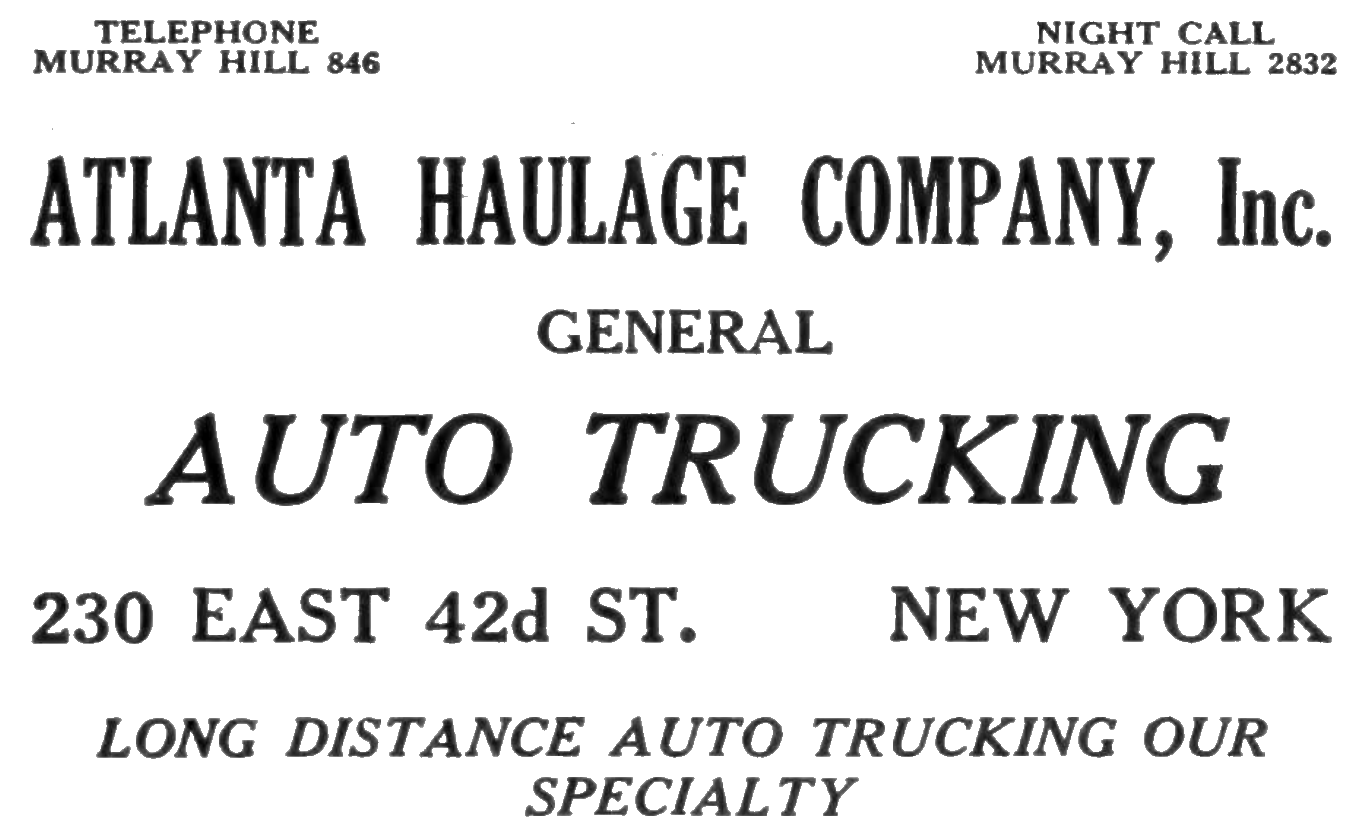 TELEPHONE
MURRAY HILL 846
NIGHT CALL
MURRAY HILL 2832
ATLANTA HAULAGE COMPANY, Inc.
GENERAL
AUTO TRUCKING
230 EAST 42d ST. NEW YORK
LONG DISTANCE AUTO TRUCKING OUR
SPECIALTY